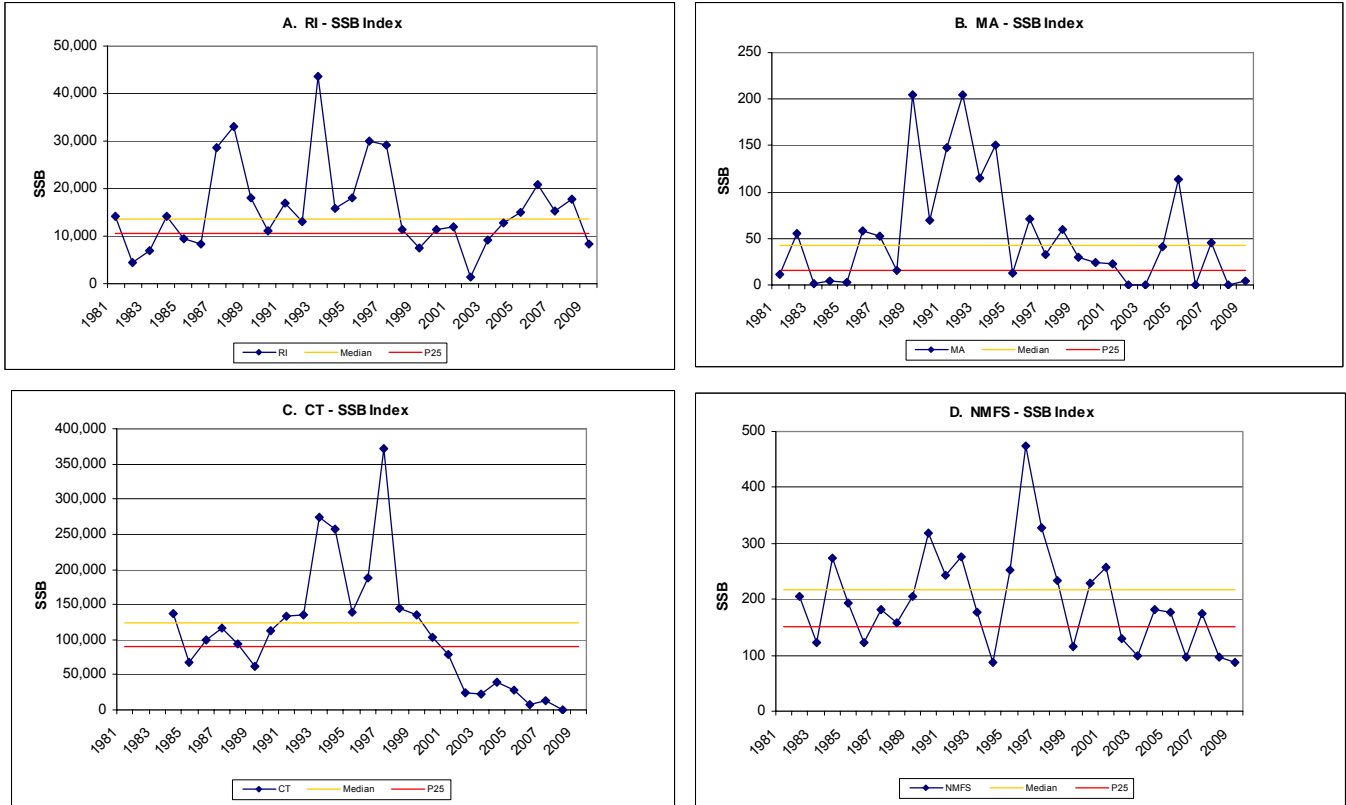 A. RI - SSB Index
50,000
40,000
30,000
20,000
10,000
0
SSB
1981 1983 1985 1987 1989 1991 1993 1995 1997 1999 2001 2003 2005 2007 2009
RI Median P25
B. MA - SSB Index
250
200
150
100
50
0
SSB
1981 1983 1985 1987 1989 1991 1993 1995 1997 1999 2001 2003 2005 2007 2009
MA Median P25
C. CT - SSB Index
400,000
350,000
300,000
250,000
200,000
150,000
100,000
50,000
0
SSB
1981 1983 1985 1987 1989 1991 1993 1995 1997 1999 2001 2003 2005 2007 2009
CT Median P25
D. NMFS - SSB Index
500
400
300
200
100
0
SSB
1981 1983 1985 1987 1989 1991 1993 1995 1997 1999 2001 2003 2005 2007 2009
NMFS Median P25